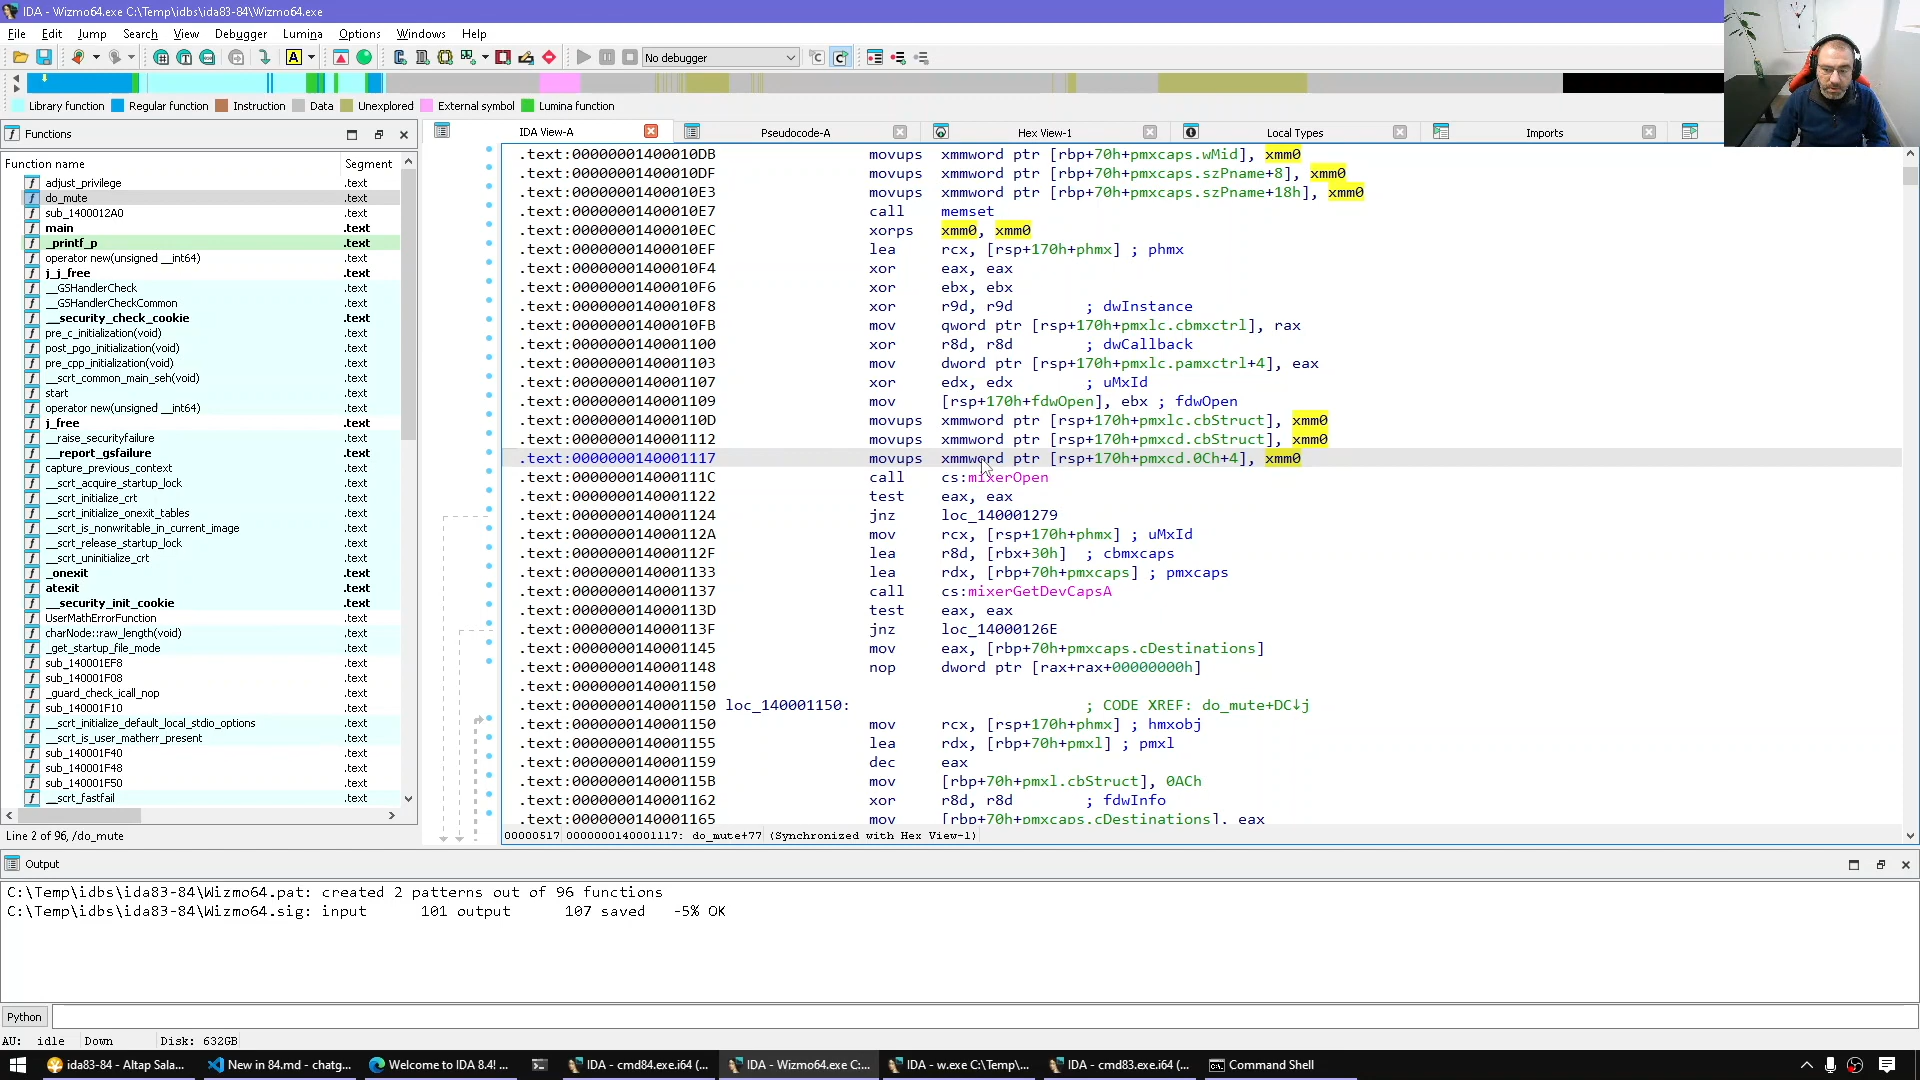 IDA - Wizmo64.exe C:\Temp\idbs\ida83-84\Wizmo64.exe
File Edit Jump Search View Debugger Lumina Options Windows Help
A No debugger
Library function Regular function Instruction Data Unexplored External symbol Lumina function
Functions
IDA View-A Pseudocode-A Hex View-1 Local Types Imports
Function name Segment
adjust_privilege .text
do_mute .text
sub_1400012A0 .text
main .text
_printf_p .text
operator new(unsigned __int64) .text
j_j_free .text
__GSHandlerCheck .text
__GSHandlerCheckCommon .text
__security_check_cookie .text
pre_c_initialization(void) .text
post_pgo_initialization(void) .text
pre_cpp_initialization(void) .text
__scrt_common_main_seh(void) .text
start .text
operator new(unsigned __int64) .text
j_free .text
__raise_securityfailure .text
__report_gsfailure .text
capture_previous_context .text
__scrt_acquire_startup_lock .text
__scrt_initialize_crt .text
__scrt_initialize_onexit_tables .text
__scrt_is_nonwritable_in_current_image .text
__scrt_release_startup_lock .text
__scrt_uninitialize_crt .text
_onexit .text
atexit .text
__security_init_cookie .text
UserMathErrorFunction .text
charNode::raw_length(void) .text
_get_startup_file_mode .text
sub_140001EF8 .text
sub_140001F08 .text
_guard_check_icall_nop .text
sub_140001F10 .text
__scrt_initialize_default_local_stdio_options .text
__scrt_is_user_matherr_present .text
sub_140001F40 .text
sub_140001F48 .text
sub_140001F50 .text
__scrt_fastfail .text
Line 2 of 96, /do_mute
.text:00000001400010DB movups xmmword ptr [rbp+70h+pmxcaps.wMid], xmm0
.text:00000001400010DF movups xmmword ptr [rbp+70h+pmxcaps.szPname+8], xmm0
.text:00000001400010E3 movups xmmword ptr [rbp+70h+pmxcaps.szPname+18h], xmm0
.text:00000001400010E7 call memset
.text:00000001400010EC xorps xmm0, xmm0
.text:00000001400010EF lea rcx, [rsp+170h+phmx] ; phmx
.text:00000001400010F4 xor eax, eax
.text:00000001400010F6 xor ebx, ebx
.text:00000001400010F8 xor r9d, r9d ; dwInstance
.text:00000001400010FB mov qword ptr [rsp+170h+pmxlc.cbmxctrl], rax
.text:0000000140001100 xor r8d, r8d ; dwCallback
.text:0000000140001103 mov dword ptr [rsp+170h+pmxlc.pamxctrl+4], eax
.text:0000000140001107 xor edx, edx ; uMxId
.text:0000000140001109 mov [rsp+170h+fdwOpen], ebx ; fdwOpen
.text:000000014000110D movups xmmword ptr [rsp+170h+pmxlc.cbStruct], xmm0
.text:0000000140001112 movups xmmword ptr [rsp+170h+pmxcd.cbStruct], xmm0
.text:0000000140001117 movups xmmword ptr [rsp+170h+pmxcd.0Ch+4], xmm0
.text:000000014000111C call cs:mixerOpen
.text:0000000140001122 test eax, eax
.text:0000000140001124 jnz loc_140001279
.text:000000014000112A mov rcx, [rsp+170h+phmx] ; uMxId
.text:000000014000112F lea r8d, [rbx+30h] ; cbmxcaps
.text:0000000140001133 lea rdx, [rbp+70h+pmxcaps] ; pmxcaps
.text:0000000140001137 call cs:mixerGetDevCapsA
.text:000000014000113D test eax, eax
.text:000000014000113F jnz loc_14000126E
.text:0000000140001145 mov eax, [rbp+70h+pmxcaps.cDestinations]
.text:0000000140001148 nop dword ptr [rax+rax+00000000h]
.text:0000000140001150
.text:0000000140001150 loc_140001150: ; CODE XREF: do_mute+DC↓j
.text:0000000140001150 mov rcx, [rsp+170h+phmx] ; hmxobj
.text:0000000140001155 lea rdx, [rbp+70h+pmxl] ; pmxl
.text:0000000140001159 dec eax
.text:000000014000115B mov [rbp+70h+pmxl.cbStruct], 0ACh
.text:0000000140001162 xor r8d, r8d ; fdwInfo
.text:0000000140001165 mov [rbp+70h+pmxcaps.cDestinations], eax
00000517 0000000140001117: do_mute+77 (Synchronized with Hex View-1)
Output
C:\Temp\idbs\ida83-84\Wizmo64.pat: created 2 patterns out of 96 functions
C:\Temp\idbs\ida83-84\Wizmo64.sig: input 101 output 107 saved -5% OK
Python
AU: idle Down Disk: 632GB
ida83-84 - Altap Sala... New in 84.md - chatg... Welcome to IDA 8.4! ... IDA - cmd84.exe.i64 (... IDA - Wizmo64.exe C:... IDA - w.exe C:\Temp\... IDA - cmd83.exe.i64 (... Command Shell